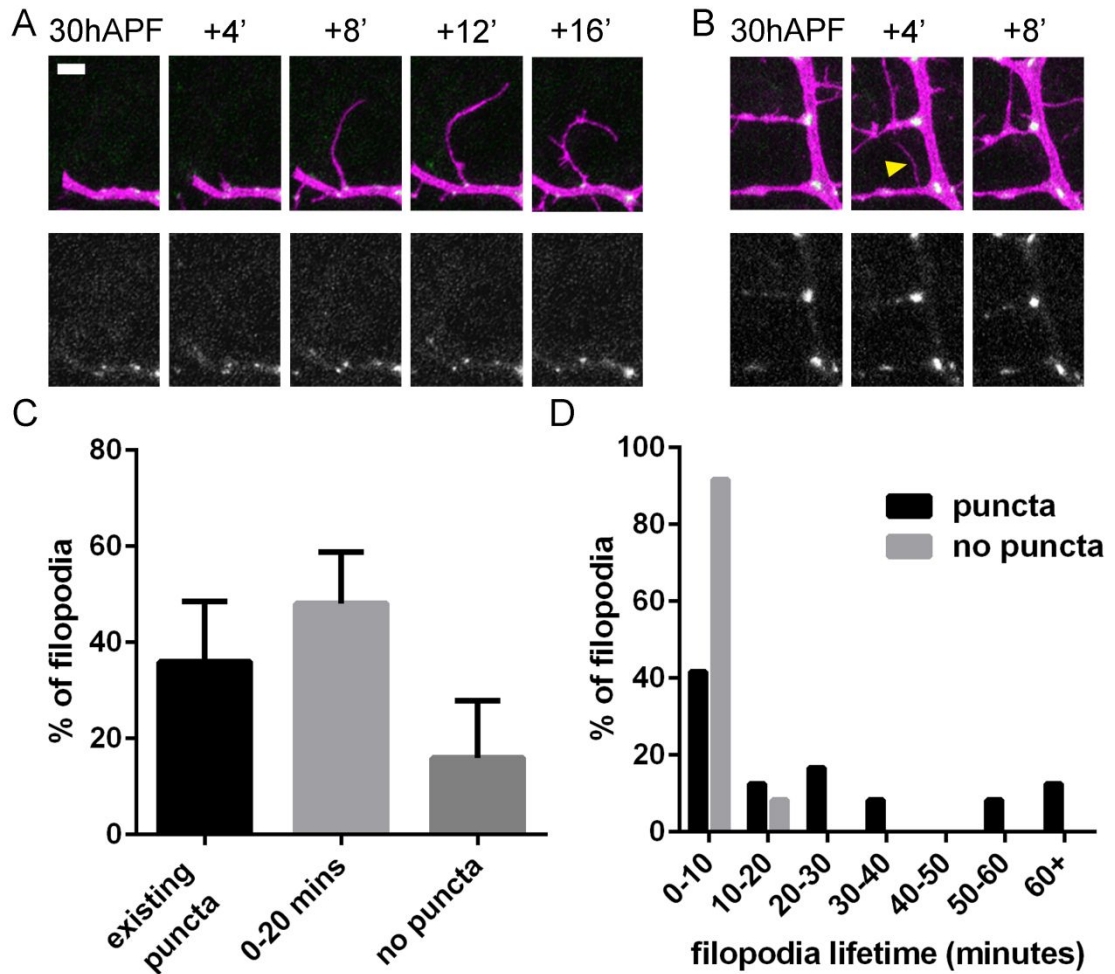 A
30hAPF +4’ +8’ +12’ +16’
B
30hAPF +4’ +8’
C
80
60
40
20
0
% of filopodia
existing
puncta
0-20 mins
no puncta
D
100
80
60
40
20
0
% of filopodia
puncta
no puncta
0-10
10-20
20-30
30-40
40-50
50-60
60+
filopodia lifetime (minutes)